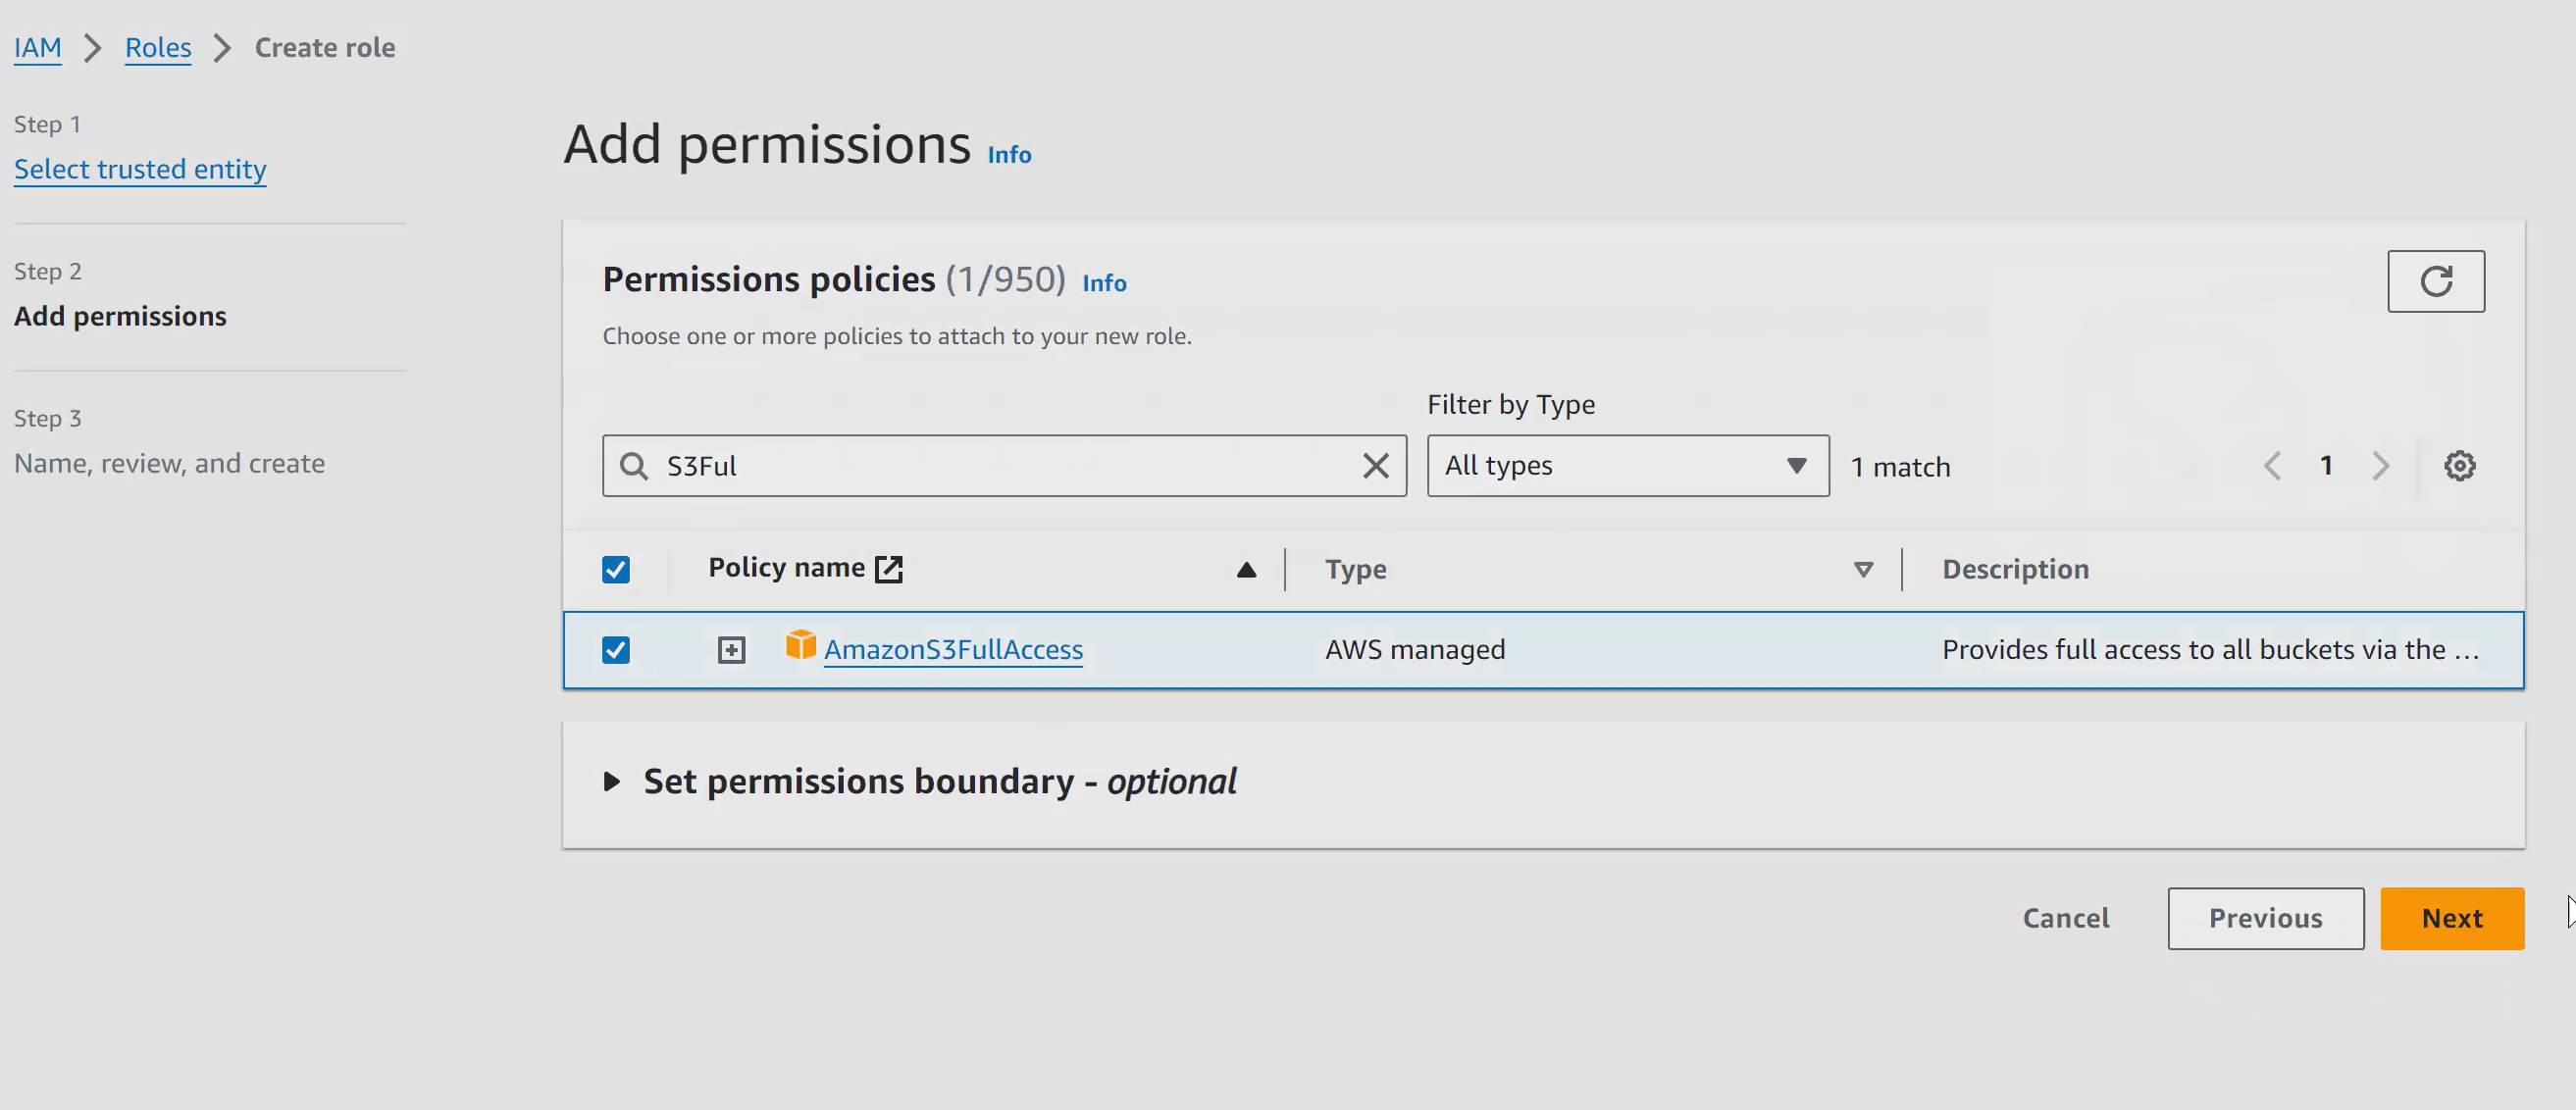 IAM Roles Create role
Step 1
Select trusted entity
Step 2
Add permissions
Step 3
Name, review, and create
Add permissions Info
Permissions policies (1/950) Info
Choose one or more policies to attach to your new role.
Filter by Type
S3Ful All types 1 match 1
Policy name Type Description
AmazonS3FullAccess AWS managed Provides full access to all buckets via the ...
Set permissions boundary - optional
Cancel Previous Next